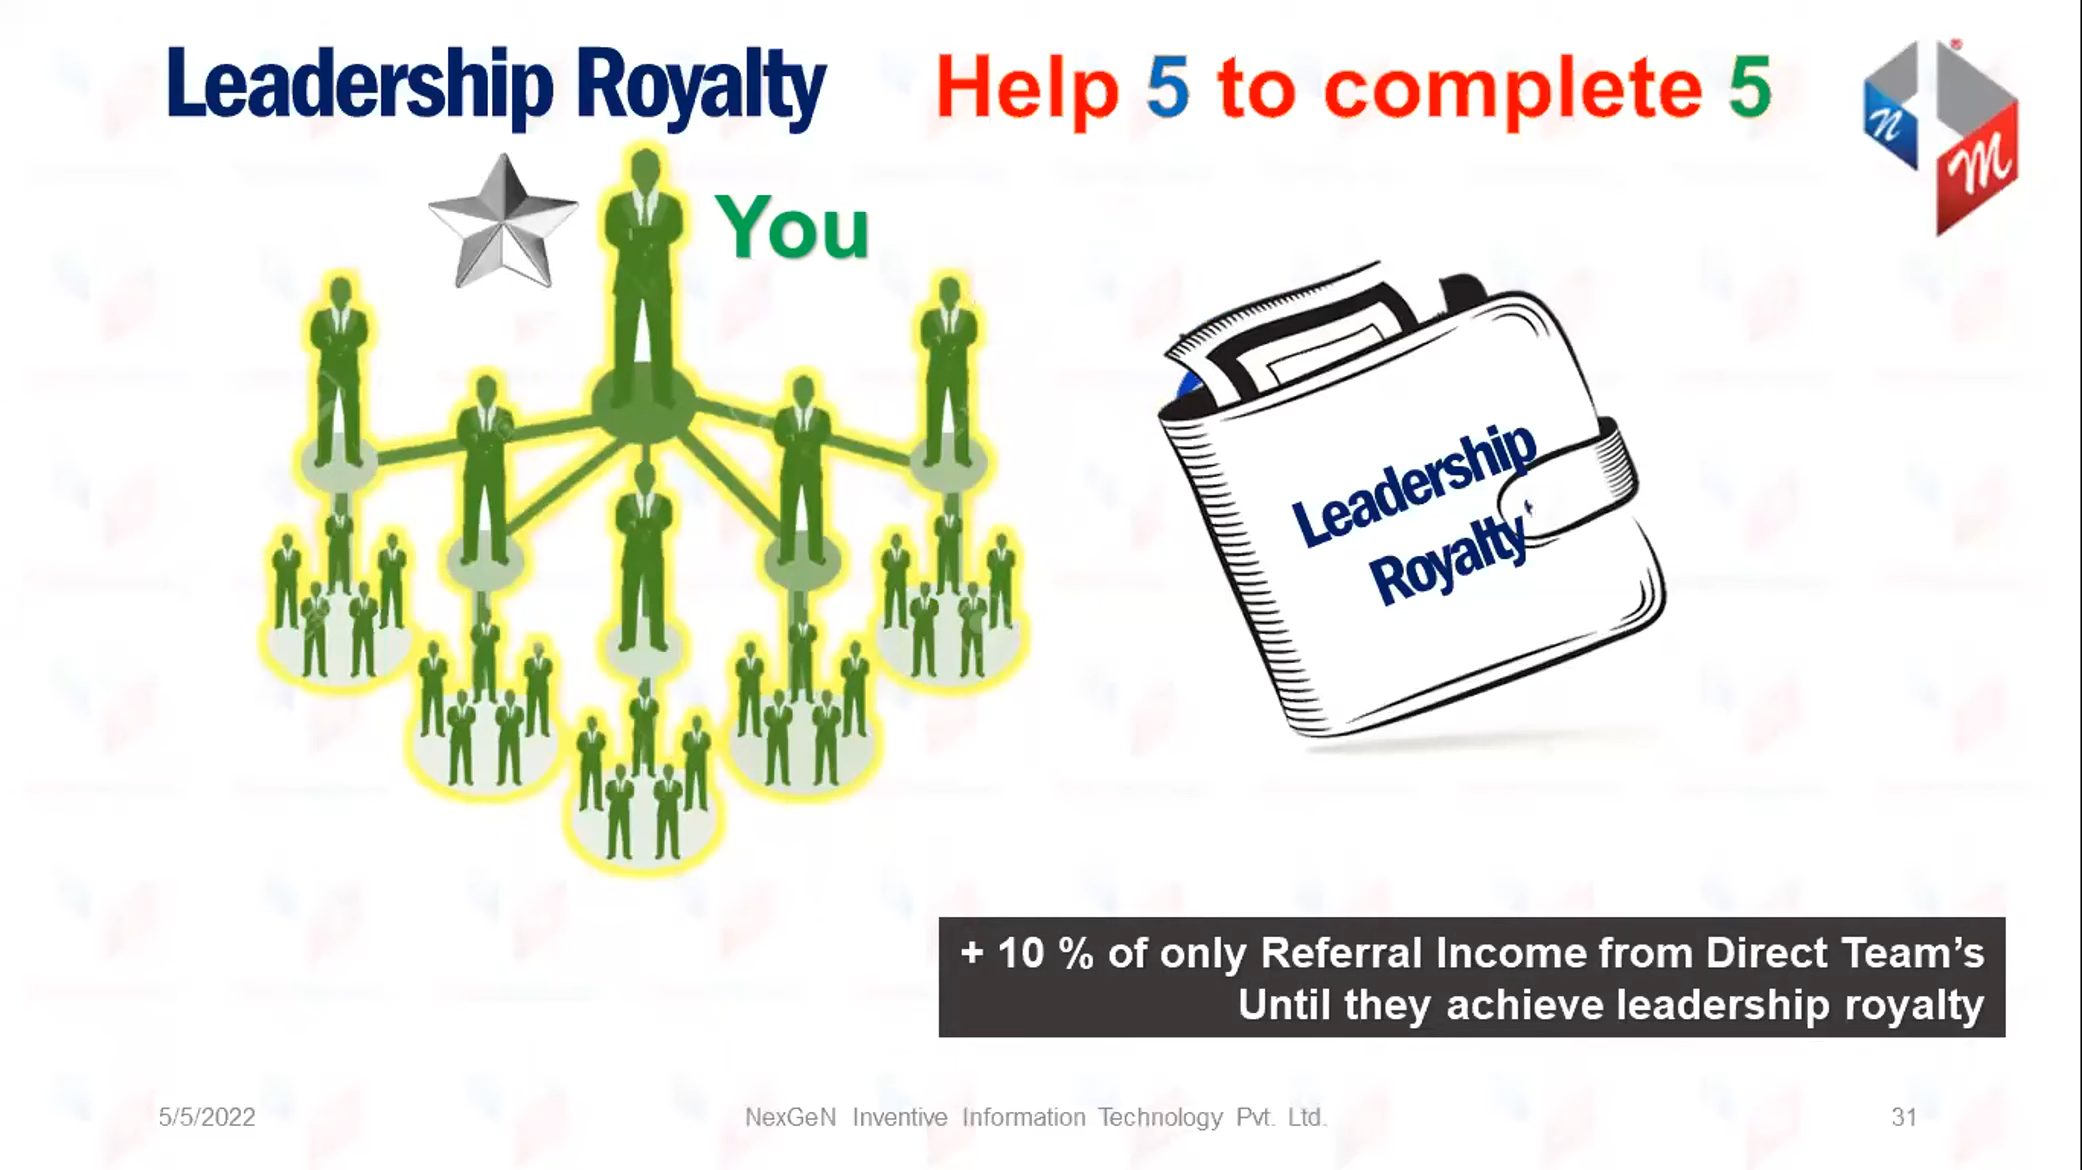 Leadership Royalty
Help 5 to complete 5
n
M
®
You
Leadership
Royalty
+ 10 % of only Referral Income from Direct Team’s
Until they achieve leadership royalty
5/5/2022
NexGeN Inventive Information Technology Pvt. Ltd.
31